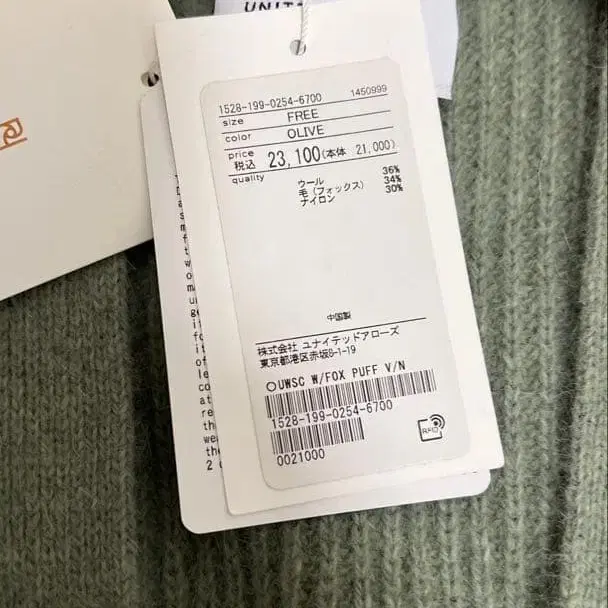 UNIT
1528-199-0254-6700 1450999
size FREE
color OLIVE
price 税込 23,100(本体 21,000)
quality
ウール 36%
毛(フォックス) 34%
ナイロン 30%
中国製
株式会社 ユナイテッドアローズ
東京都港区赤坂8-1-19
○UWSC W/FOX PUFF V/N
1528-199-0254-6700
0021000
RFID